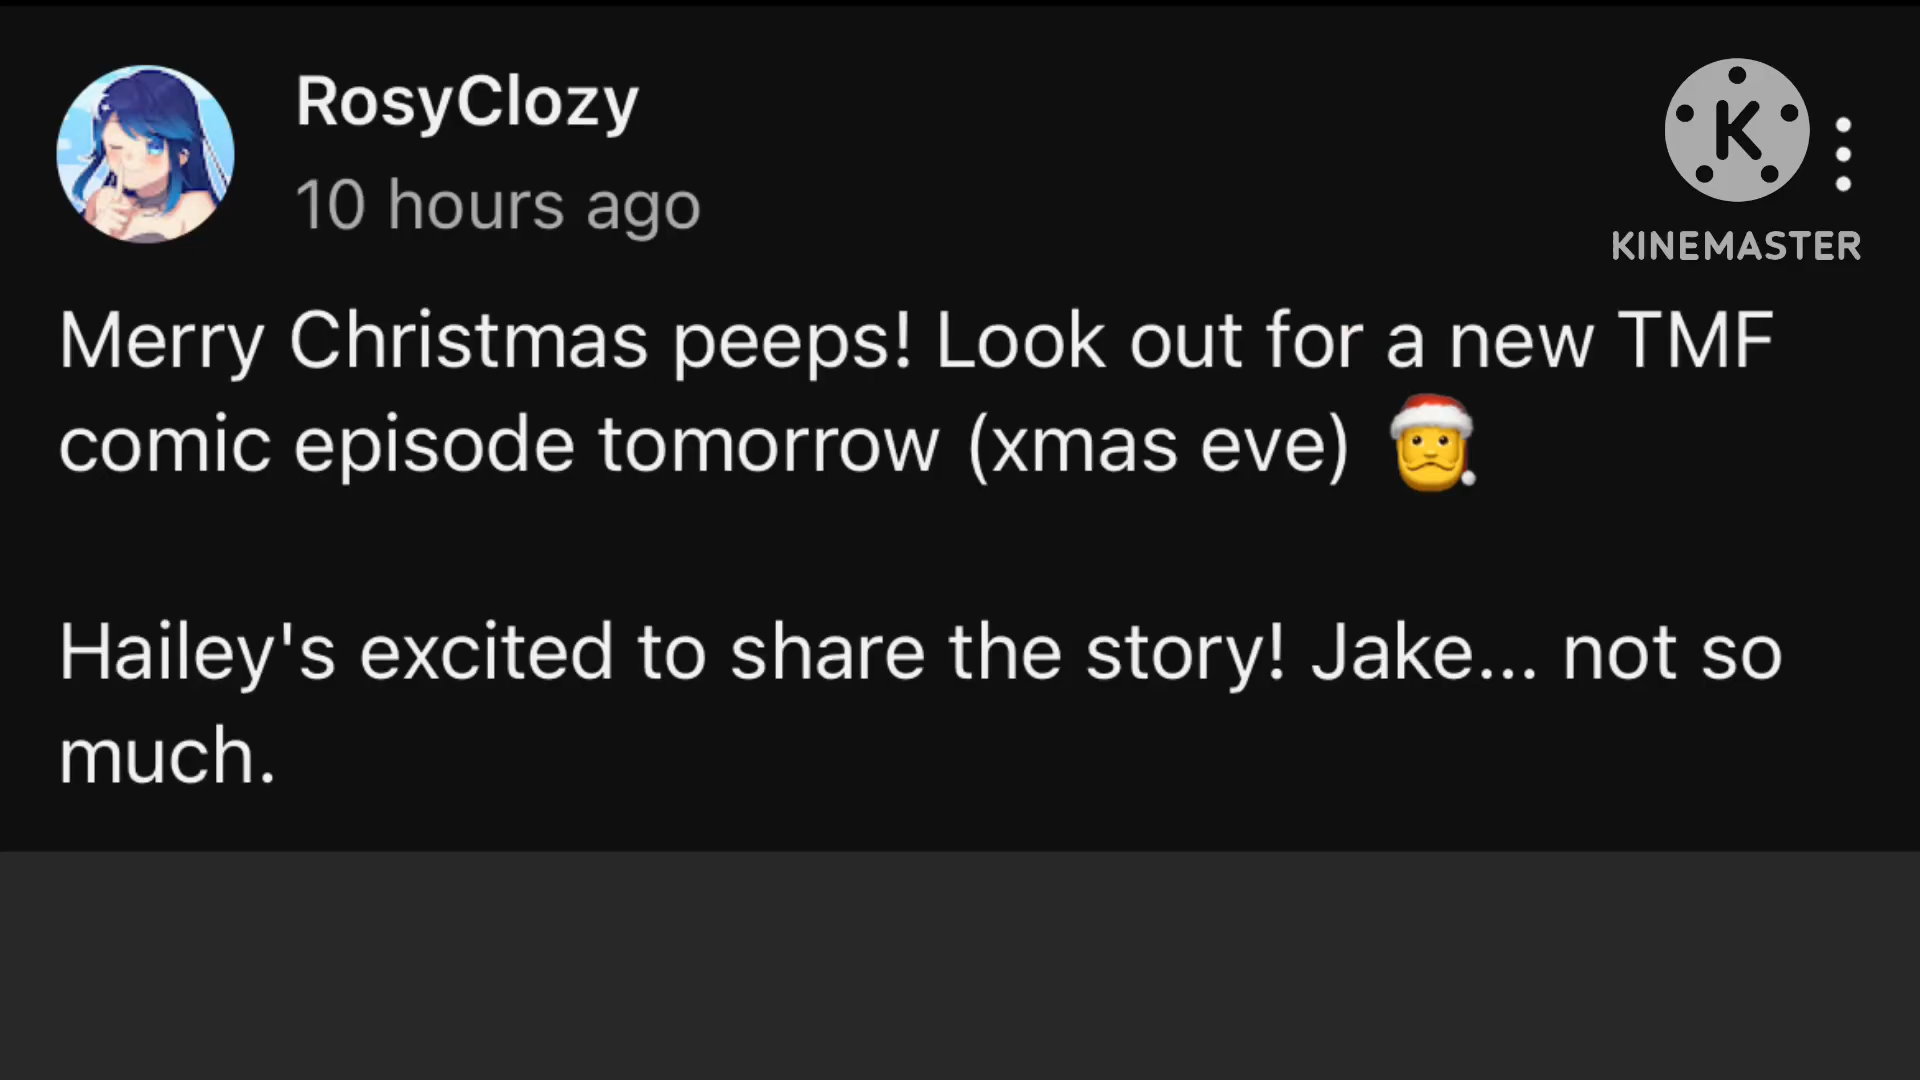 RosyClozy
10 hours ago
K
KINEMASTER
Merry Christmas peeps! Look out for a new TMF
comic episode tomorrow (xmas eve) 🎅
Hailey's excited to share the story! Jake... not so
much.